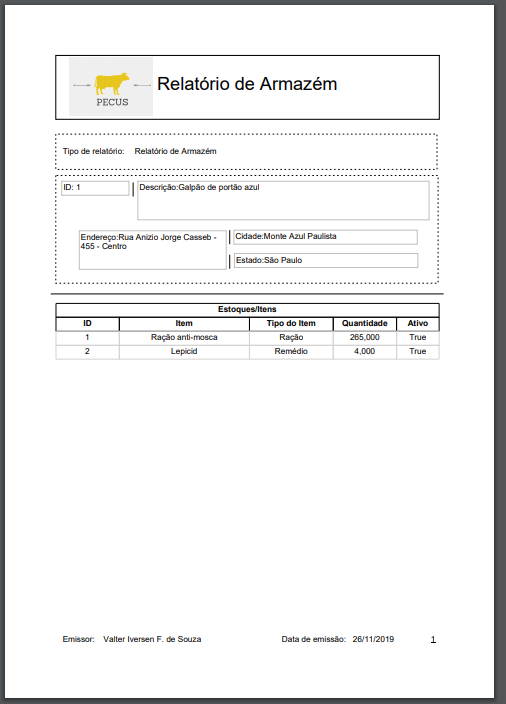 PECUS
Relatório de Armazém
Tipo de relatório: Relatório de Armazém
ID: 1
Descrição:Galpão de portão azul
Endereço:Rua Anizio Jorge Casseb -
455 - Centro
Cidade:Monte Azul Paulista
Estado:São Paulo
Estoques/Itens
ID Item Tipo do Item Quantidade Ativo
1 Ração anti-mosca Ração 265,000 True
2 Lepicid Remédio 4,000 True
Emissor: Valter Iversen F. de Souza Data de emissão: 26/11/2019 1